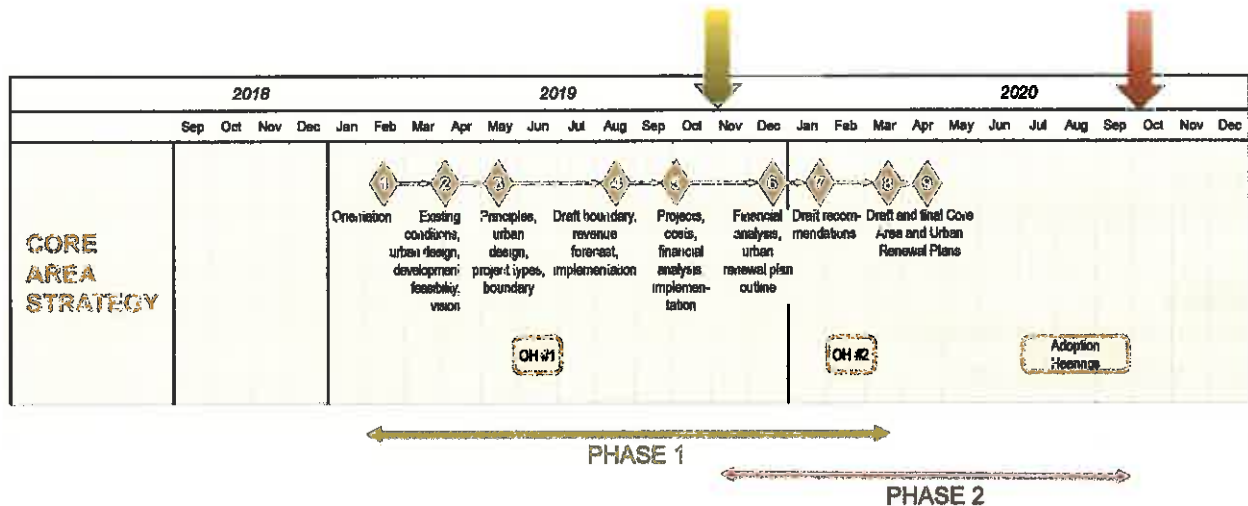 2018 2019 2020
Sep Oct Nov Dec Jan Feb Mar Apr May Jun Jul Aug Sep Oct Nov Dec Jan Feb Mar Apr May Jun Jul Aug Sep Oct Nov Dec
CORE
AREA
STRATEGY
1 2 3 4 5 6 7 8 9
Orientation
Existing
conditions,
urban design,
development
feasibility,
vision
Principles,
urban
design,
project types,
boundary
Draft boundary,
revenue
forecast,
implementation
Projects,
costs,
financial
analysis
implemen-
tation
Financial
analysis,
urban
renewal plan
outline
Draft recom-
mendations
Draft and final Core
Area and Urban
Renewal Plans
OH #1
OH #2
Adoption
Hearings
PHASE 1
PHASE 2